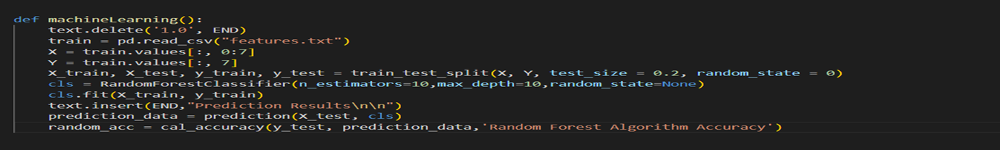 def machineLearning():
    text.delete('1.0', END)
    train = pd.read_csv("features.txt")
    X = train.values[:, 0:7]
    Y = train.values[:, 7]
    X_train, X_test, y_train, y_test = train_test_split(X, Y, test_size = 0.2, random_state = 0)
    cls = RandomForestClassifier(n_estimators=10,max_depth=10,random_state=None)
    cls.fit(X_train, y_train)
    text.insert(END,"Prediction Results\n\n")
    prediction_data = prediction(X_test, cls)
    random_acc = cal_accuracy(y_test, prediction_data,'Random Forest Algorithm Accuracy')